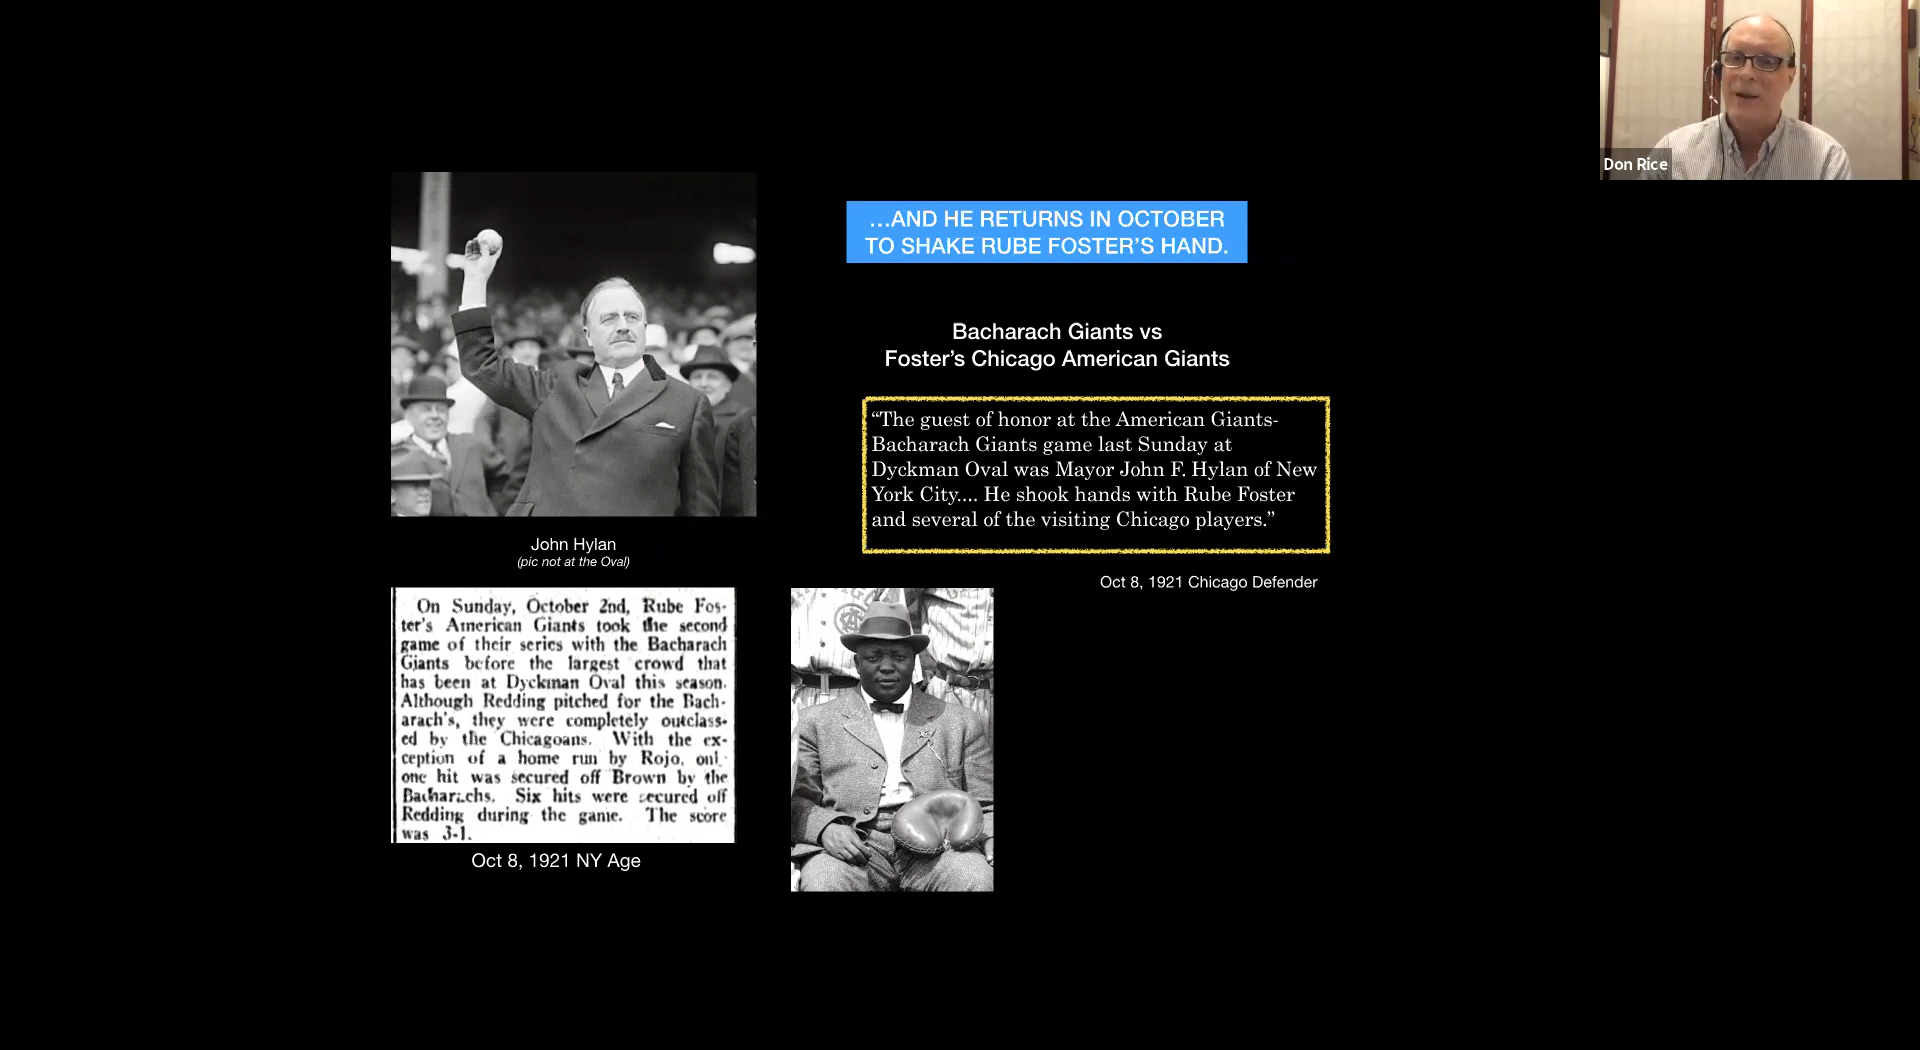 Don Rice
…AND HE RETURNS IN OCTOBER
TO SHAKE RUBE FOSTER’S HAND.
Bacharach Giants vs
Foster’s Chicago American Giants
“The guest of honor at the American Giants-
Bacharach Giants game last Sunday at
Dyckman Oval was Mayor John F. Hylan of New
York City.... He shook hands with Rube Foster
and several of the visiting Chicago players.”
Oct 8, 1921 Chicago Defender
John Hylan
(pic not at the Oval)
On Sunday, October 2nd, Rube Fos-
ter's American Giants took the second
game of their series with the Bacharach
Giants before the largest crowd that
has been at Dyckman Oval this season.
Although Redding pitched for the Bach-
arach's, they were completely outclass-
ed by the Chicagoans. With the ex-
ception of a home run by Rojo,
one hit was secured off Brown by the
Bacharachs. Six hits were secured off
Redding during the game. The score
was 3-1.
Oct 8, 1921 NY Age